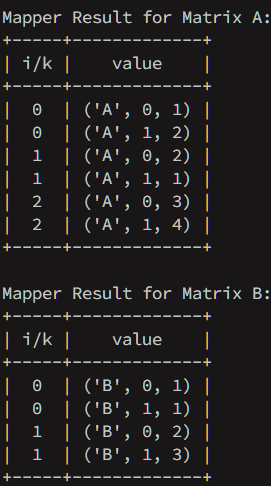 Mapper Result for Matrix A:
+-----+-------------+
| i/k |    value    |
+-----+-------------+
|  0  | ('A', 0, 1) |
|  0  | ('A', 1, 2) |
|  1  | ('A', 0, 2) |
|  1  | ('A', 1, 1) |
|  2  | ('A', 0, 3) |
|  2  | ('A', 1, 4) |
+-----+-------------+

Mapper Result for Matrix B:
+-----+-------------+
| i/k |    value    |
+-----+-------------+
|  0  | ('B', 0, 1) |
|  0  | ('B', 1, 1) |
|  1  | ('B', 0, 2) |
|  1  | ('B', 1, 3) |
+-----+-------------+